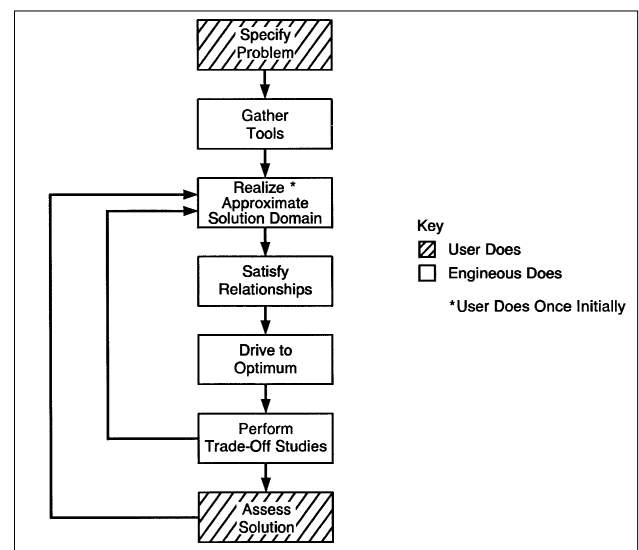 Specify
Problem
Gather
Tools
Realize *
Approximate
Solution Domain
Satisfy
Relationships
Drive to
Optimum
Perform
Trade-Off Studies
Assess
Solution
Key
User Does
Engineous Does
*User Does Once Initially